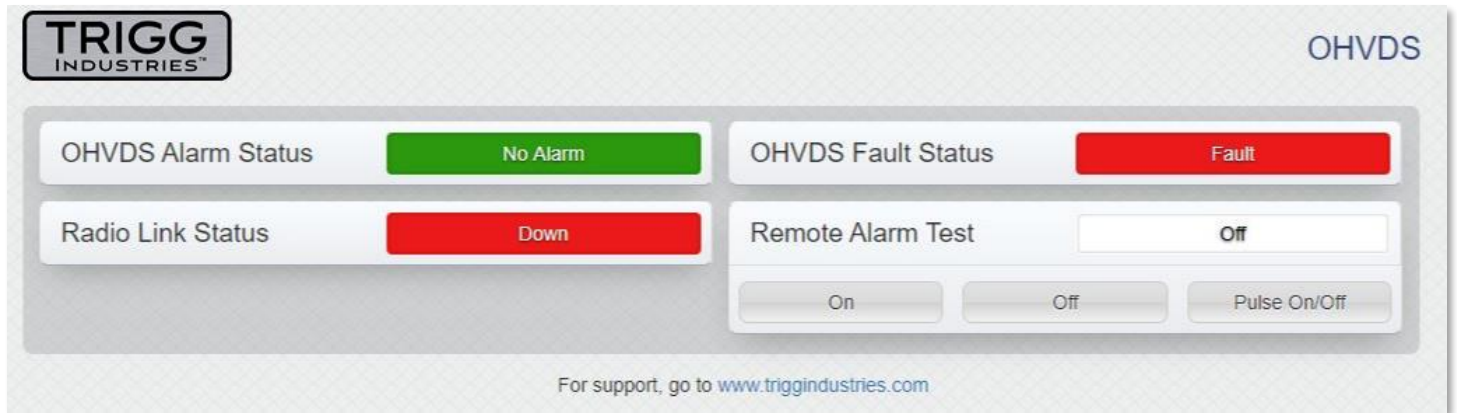 TRIGG
INDUSTRIES™
OHVDS
OHVDS Alarm Status No Alarm
OHVDS Fault Status Fault
Radio Link Status Down
Remote Alarm Test Off
On Off Pulse On/Off
For support, go to www.triggindustries.com